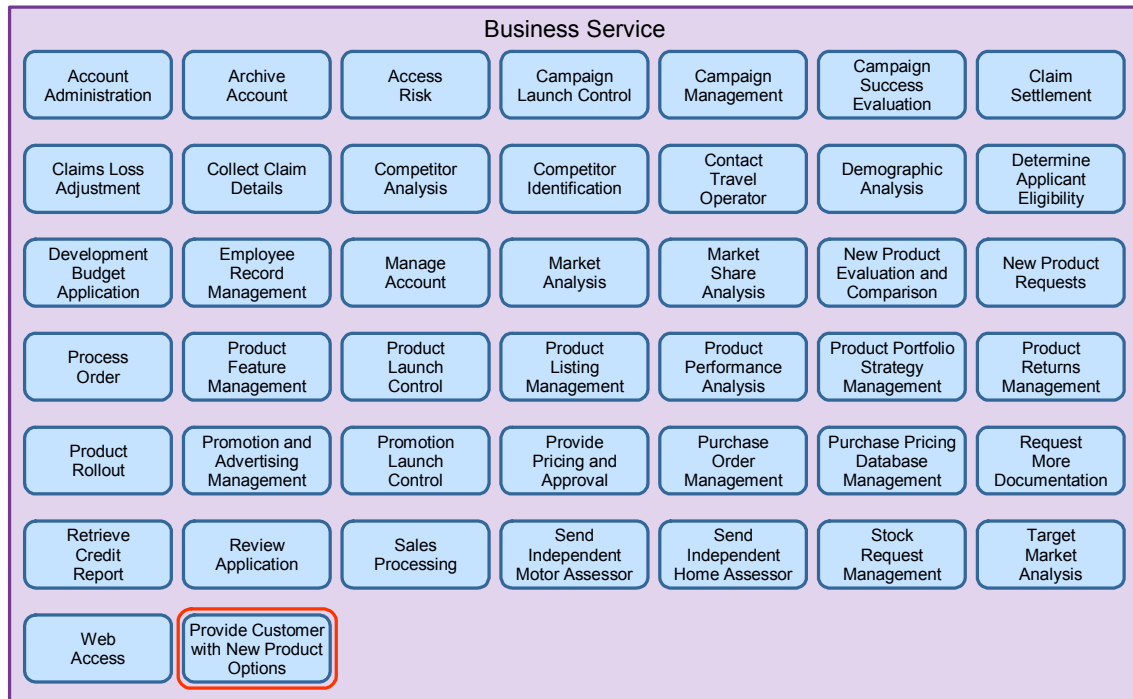 Business Service
Account
Administration
Archive
Account
Access
Risk
Campaign
Launch Control
Campaign
Management
Campaign
Success
Evaluation
Claim
Settlement
Claims Loss
Adjustment
Collect Claim
Details
Competitor
Analysis
Competitor
Identification
Contact
Travel
Operator
Demographic
Analysis
Determine
Applicant
Eligibility
Development
Budget
Application
Employee
Record
Management
Manage
Account
Market
Analysis
Market
Share
Analysis
New Product
Evaluation and
Comparison
New Product
Requests
Process
Order
Product
Feature
Management
Product
Launch
Control
Product
Listing
Management
Product
Performance
Analysis
Product Portfolio
Strategy
Management
Product
Returns
Management
Product
Rollout
Promotion and
Advertising
Management
Promotion
Launch
Control
Provide
Pricing and
Approval
Purchase
Order
Management
Purchase Pricing
Database
Management
Request
More
Documentation
Retrieve
Credit
Report
Review
Application
Sales
Processing
Send
Independent
Motor Assessor
Send
Independent
Home Assessor
Stock
Request
Management
Target
Market
Analysis
Web
Access
Provide Customer
with New Product
Options